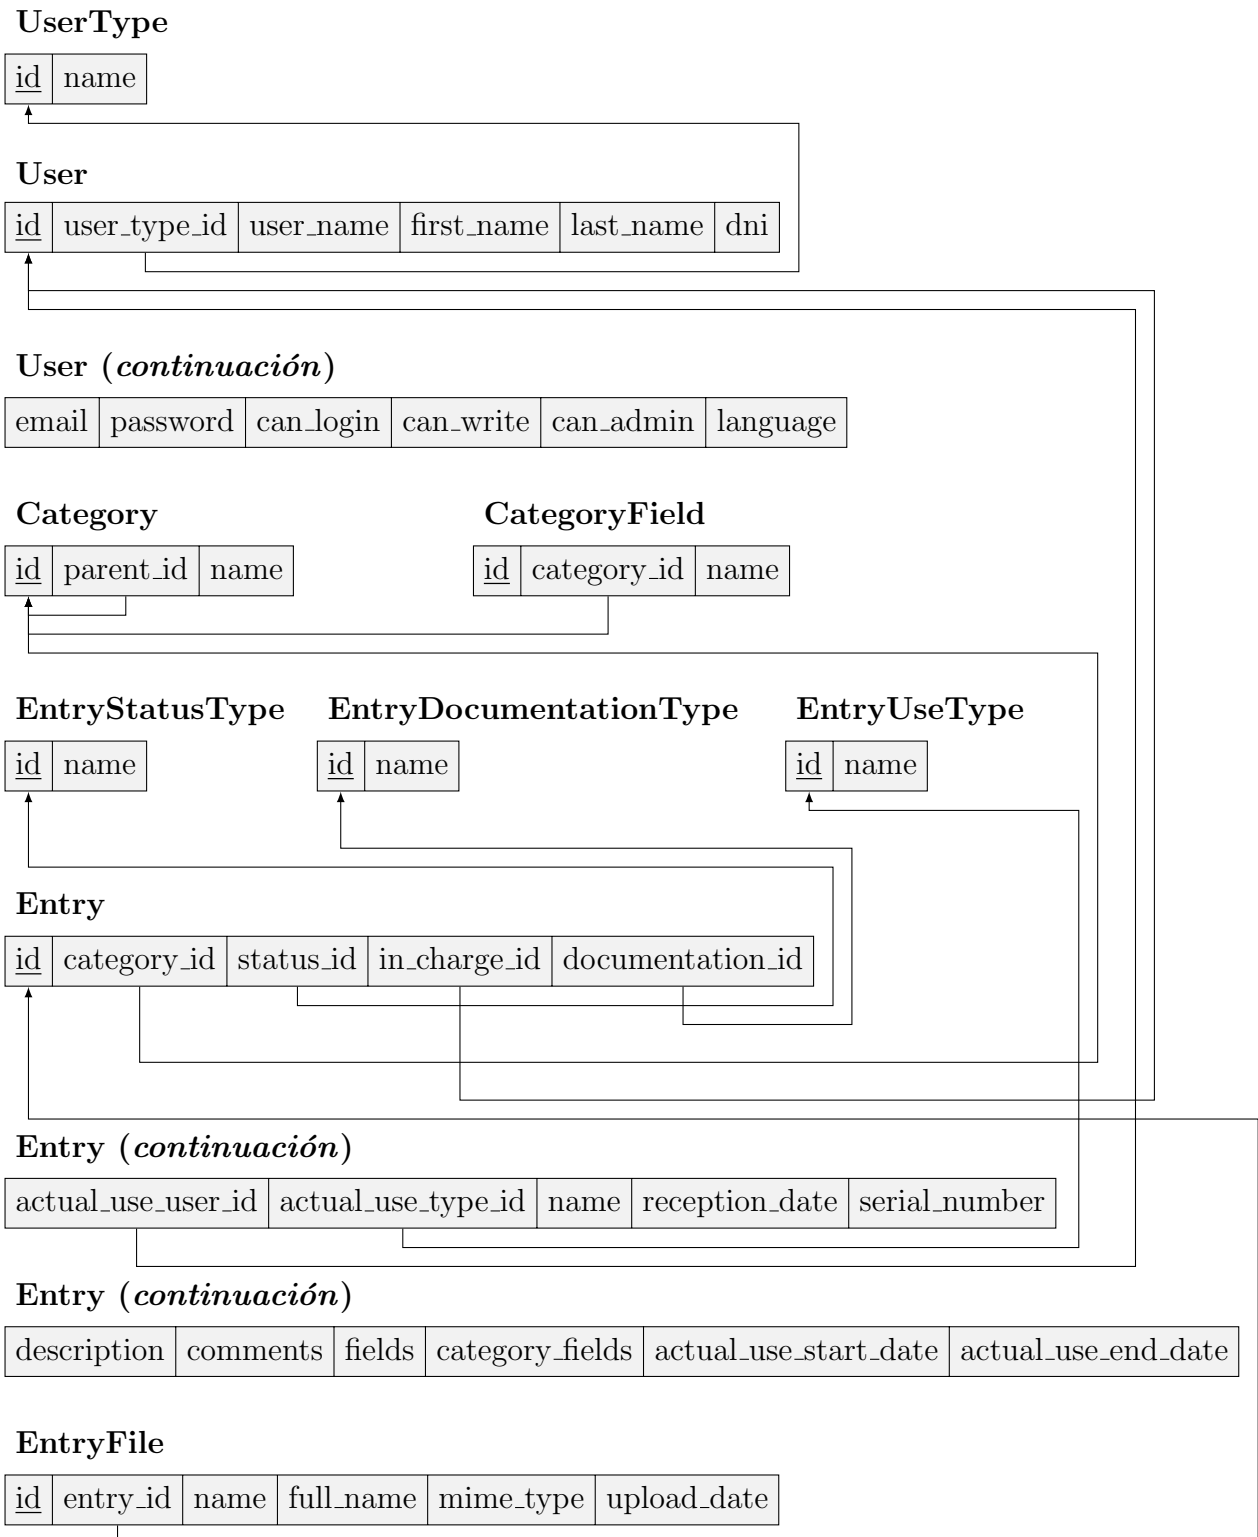 UserType
id name
User
id user_type_id user_name first_name last_name dni
User (continuación)
email password can_login can_write can_admin language
Category CategoryField
id parent_id name id category_id name
EntryStatusType EntryDocumentationType EntryUseType
id name id name id name
Entry
id category_id status_id in_charge_id documentation_id
Entry (continuación)
actual_use_user_id actual_use_type_id name reception_date serial_number
Entry (continuación)
description comments fields category_fields actual_use_start_date actual_use_end_date
EntryFile
id entry_id name full_name mime_type upload_date